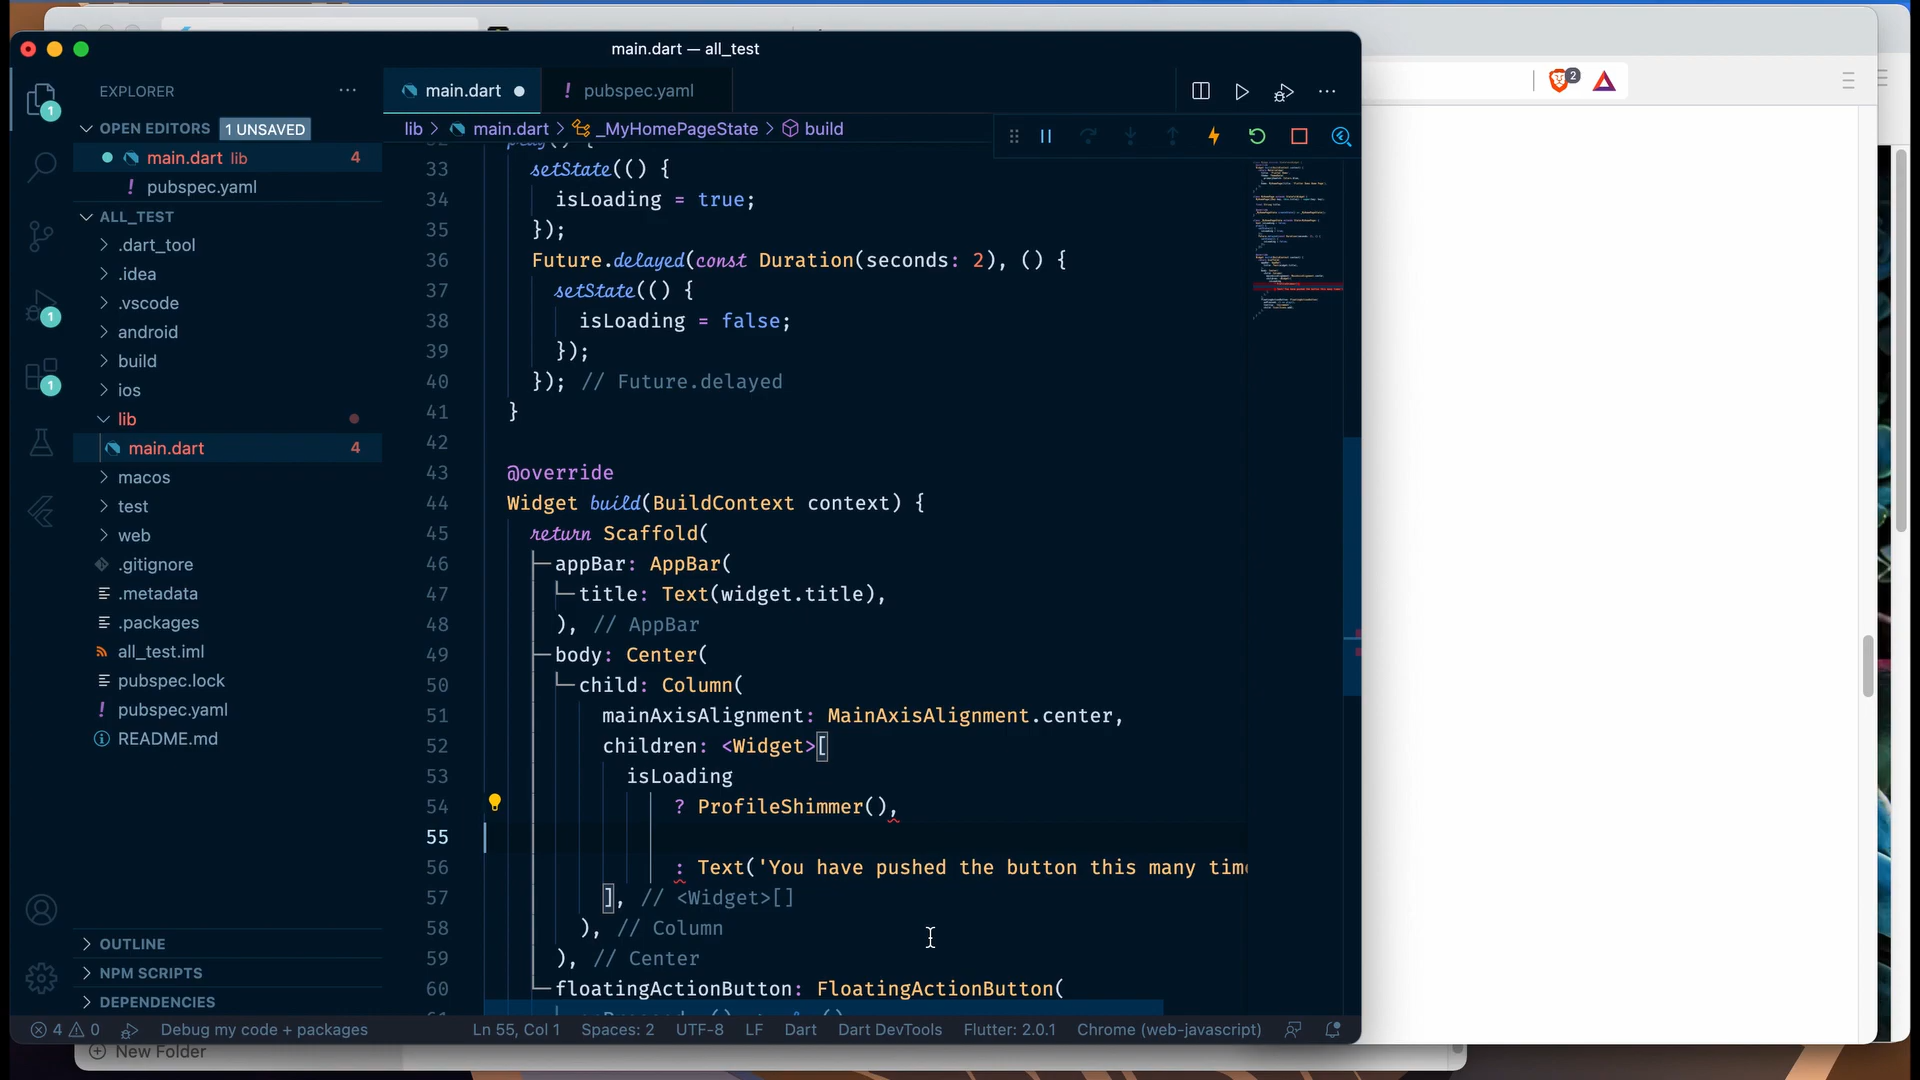 main.dart — all_test
EXPLORER
OPEN EDITORS 1 UNSAVED
main.dart lib 4
! pubspec.yaml
ALL_TEST
.dart_tool
.idea
.vscode
android
build
ios
lib
main.dart 4
macos
test
web
.gitignore
.metadata
.packages
all_test.iml
pubspec.lock
! pubspec.yaml
README.md
OUTLINE
NPM SCRIPTS
DEPENDENCIES
1
1
1
main.dart
! pubspec.yaml
lib > main.dart > _MyHomePageState > build
33 setState(() {
34 isLoading = true;
35 });
36 Future.delayed(const Duration(seconds: 2), () {
37 setState(() {
38 isLoading = false;
39 });
40 }); // Future.delayed
41 }
42
43 @override
44 Widget build(BuildContext context) {
45 return Scaffold(
46 appBar: AppBar(
47 title: Text(widget.title),
48 ), // AppBar
49 body: Center(
50 child: Column(
51 mainAxisAlignment: MainAxisAlignment.center,
52 children: <Widget>[
53 isLoading
54 ? ProfileShimmer(),
55
56 : Text('You have pushed the button this many tim
57 ], // <Widget>[]
58 ), // Column
59 ), // Center
60 floatingActionButton: FloatingActionButton(
4 0 Debug my code + packages Ln 55, Col 1 Spaces: 2 UTF-8 LF Dart Dart DevTools Flutter: 2.0.1 Chrome (web-javascript)
New Folder
2